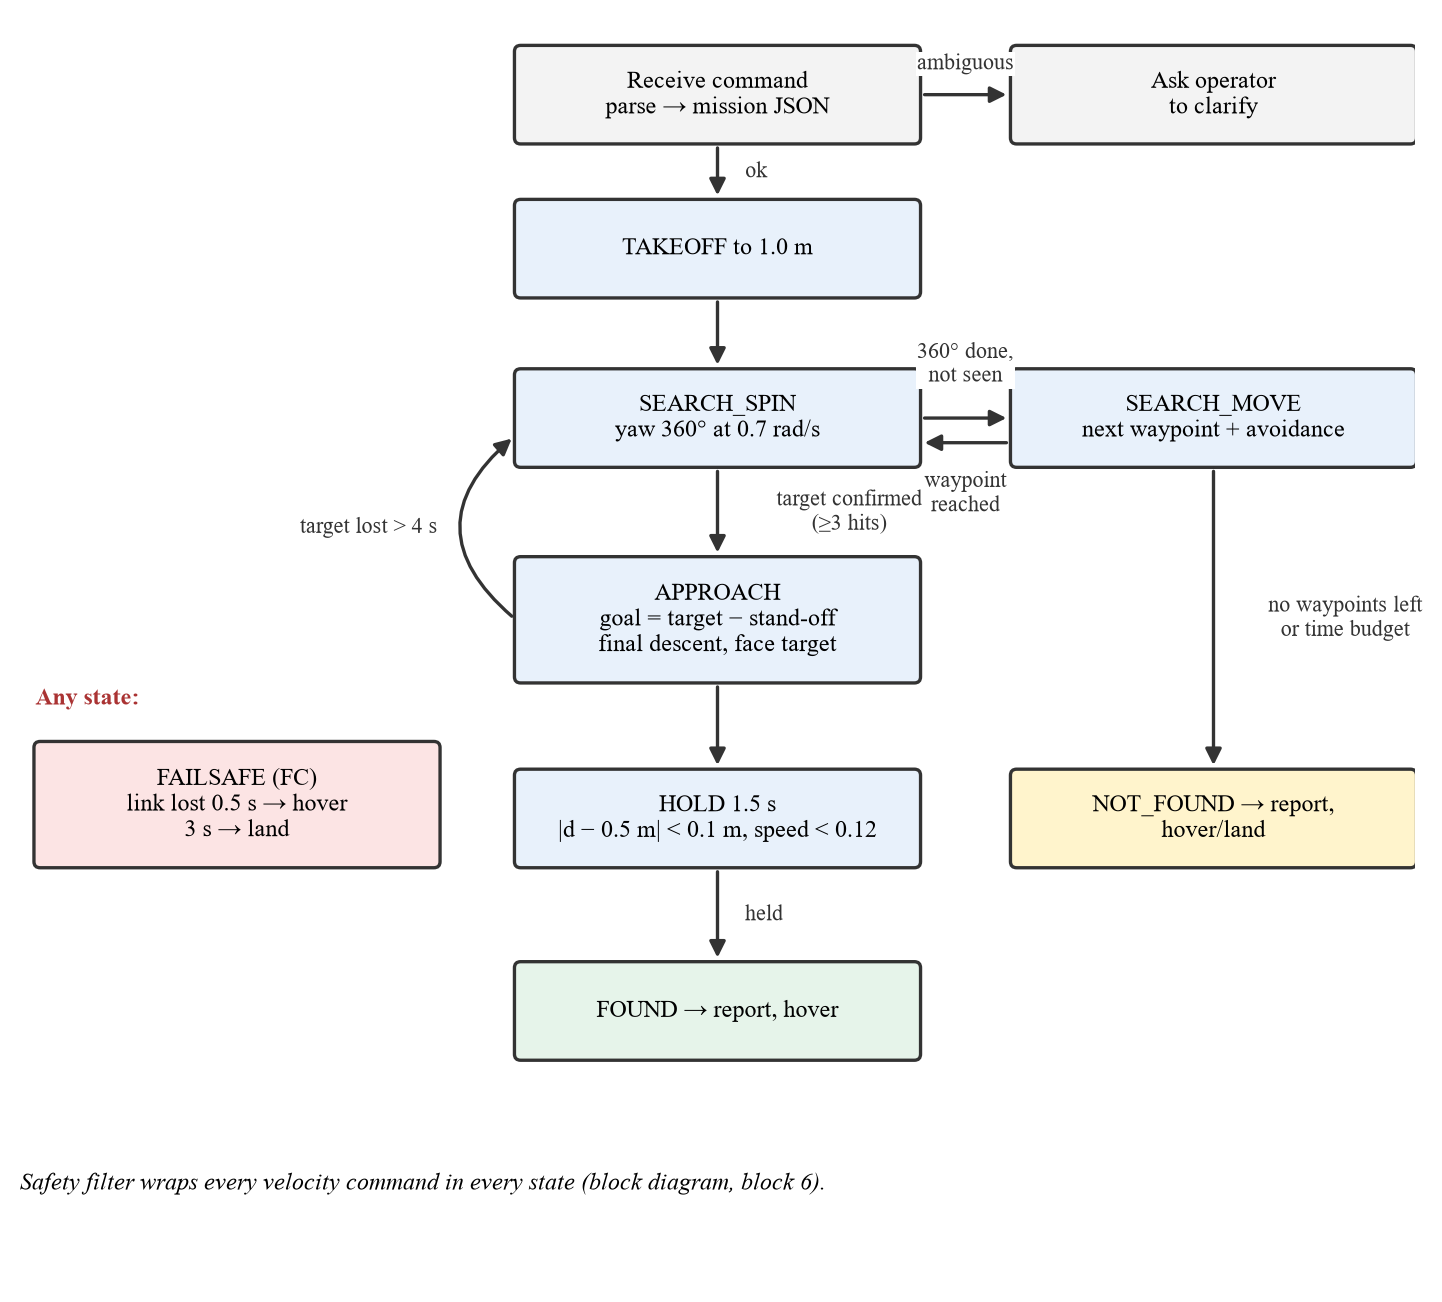 Receive command
parse → mission JSON
ambiguous
Ask operator
to clarify
ok
TAKEOFF to 1.0 m
360° done,
not seen
SEARCH_SPIN
yaw 360° at 0.7 rad/s
SEARCH_MOVE
next waypoint + avoidance
waypoint
reached
target confirmed
(≥3 hits)
target lost > 4 s
APPROACH
goal = target − stand-off
final descent, face target
no waypoints left
or time budget
Any state:
FAILSAFE (FC)
link lost 0.5 s → hover
3 s → land
HOLD 1.5 s
|d − 0.5 m| < 0.1 m, speed < 0.12
NOT_FOUND → report,
hover/land
held
FOUND → report, hover
Safety filter wraps every velocity command in every state (block diagram, block 6).